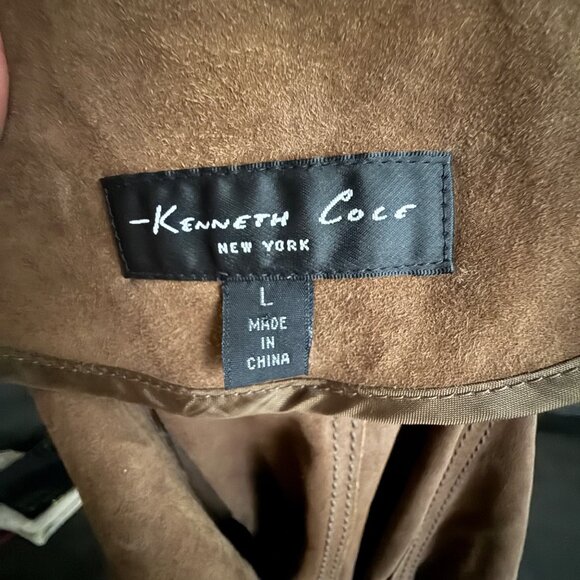 -KENNETH COLE
NEW YORK
L
MADE
IN
CHINA